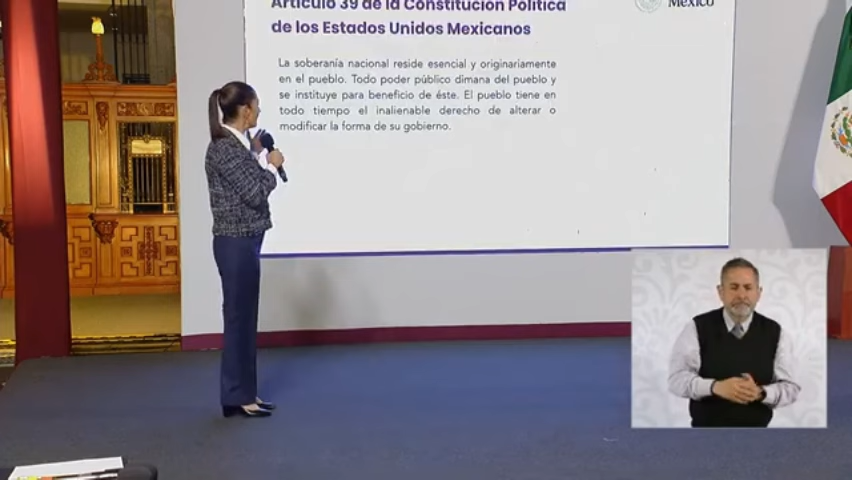 Artículo 39 de la Constitución Política
de los Estados Unidos Mexicanos
México
La soberanía nacional reside esencial y originariamente
en el pueblo. Todo poder público dimana del pueblo y
se instituye para beneficio de éste. El pueblo tiene en
todo tiempo el inalienable derecho de alterar o
modificar la forma de su gobierno.